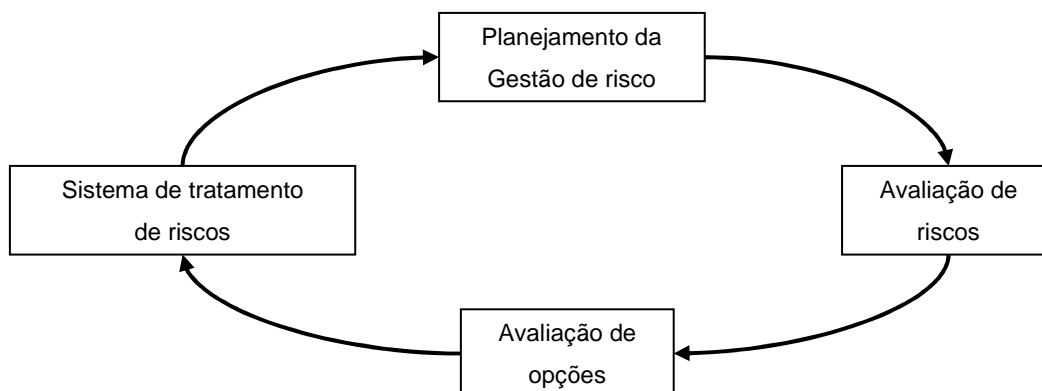 Planejamento da
Gestão de risco
Sistema de tratamento
de riscos
Avaliação de
riscos
Avaliação de
opções